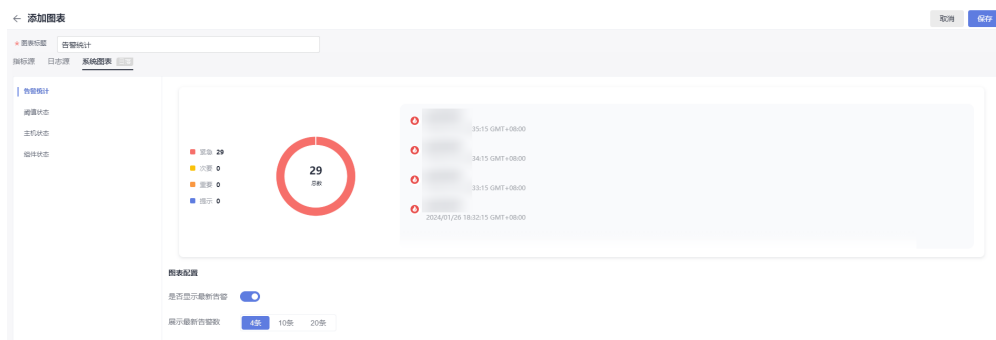 ← 添加图表
取消 保存
* 图表标题 告警统计
指标源 日志源 系统图表
告警统计
阈值状态
主机状态
组件状态
紧急 29
次要 0
重要 0
提示 0
29
总数
35:15 GMT+08:00
34:15 GMT+08:00
33:15 GMT+08:00
2024/01/26 18:32:15 GMT+08:00
图表配置
是否显示最新告警
展示最新告警数 4条 10条 20条